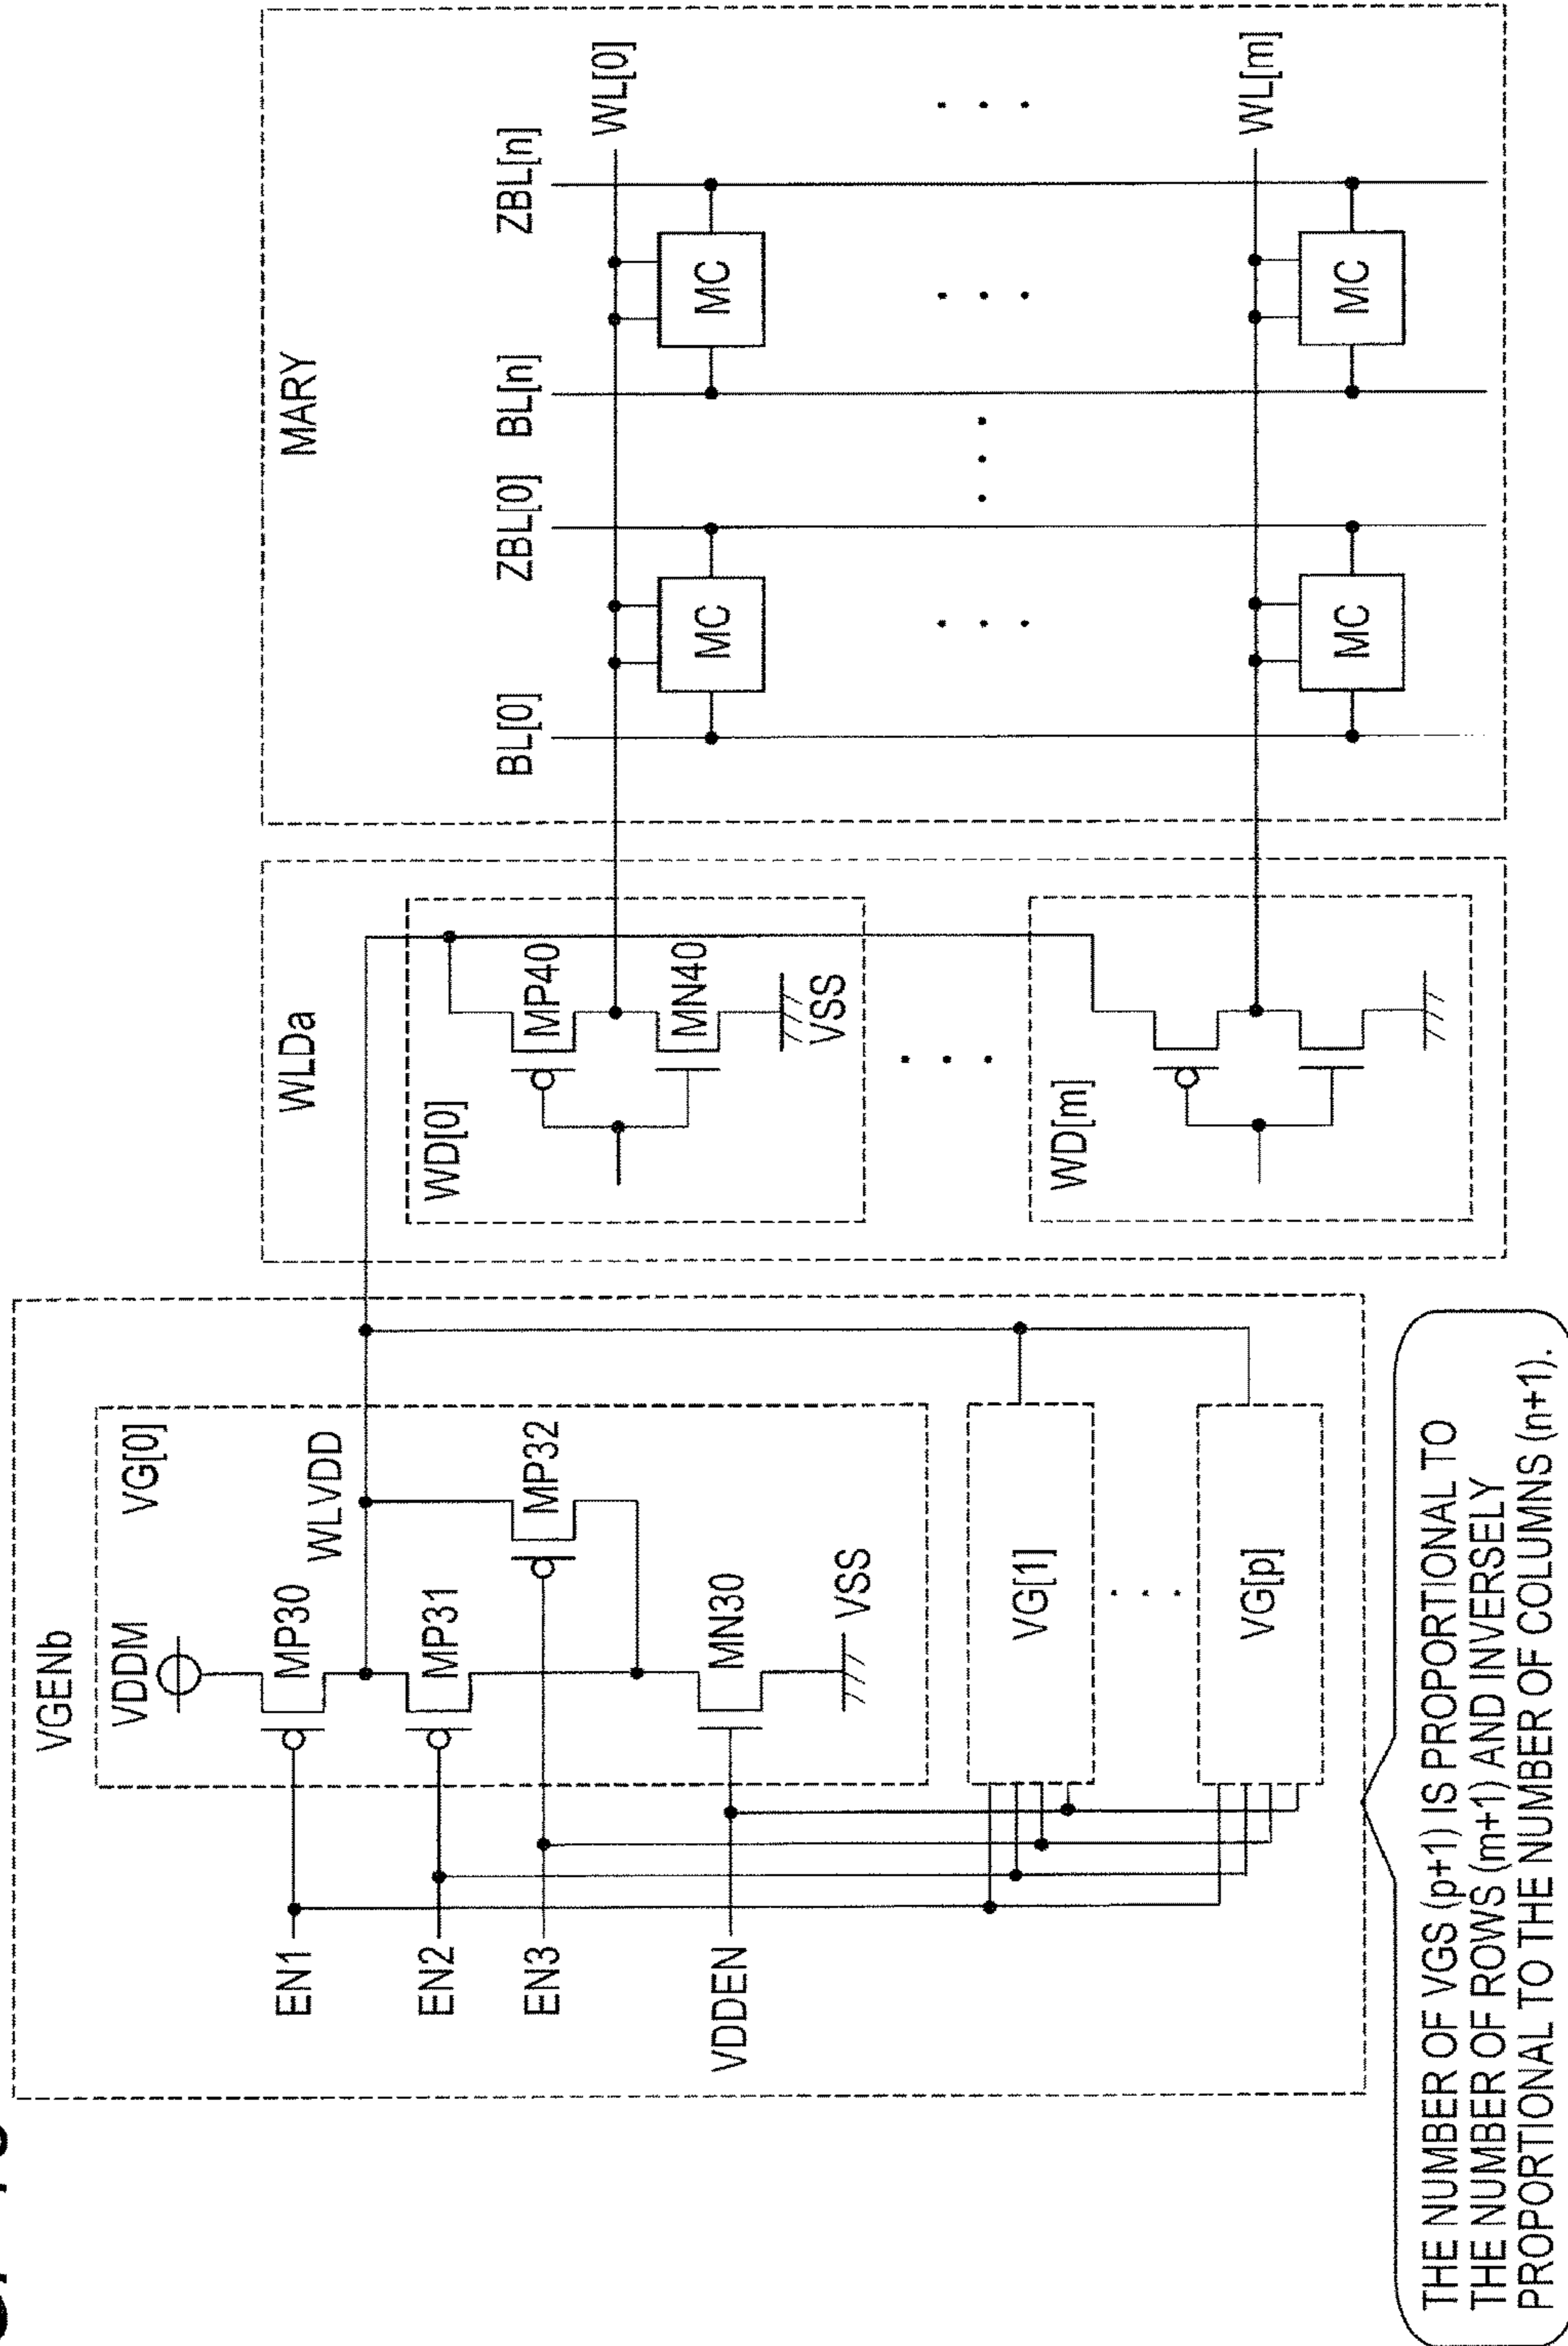 VGENb
VDDM
VG[0]
MP30
WLVDD
EN1
MP31
EN2
MP32
EN3
MN30
VDDEN
VSS
VG[1]
VG[p]
WLDa
WD[0]
MP40
MN40
VSS
WD[m]
MARY
BL[0]
ZBL[0]
BL[n]
ZBL[n]
WL[0]
MC
MC
WL[m]
MC
MC
THE NUMBER OF VGS (p+1) IS PROPORTIONAL TO
THE NUMBER OF ROWS (m+1) AND INVERSELY
PROPORTIONAL TO THE NUMBER OF COLUMNS (n+1).